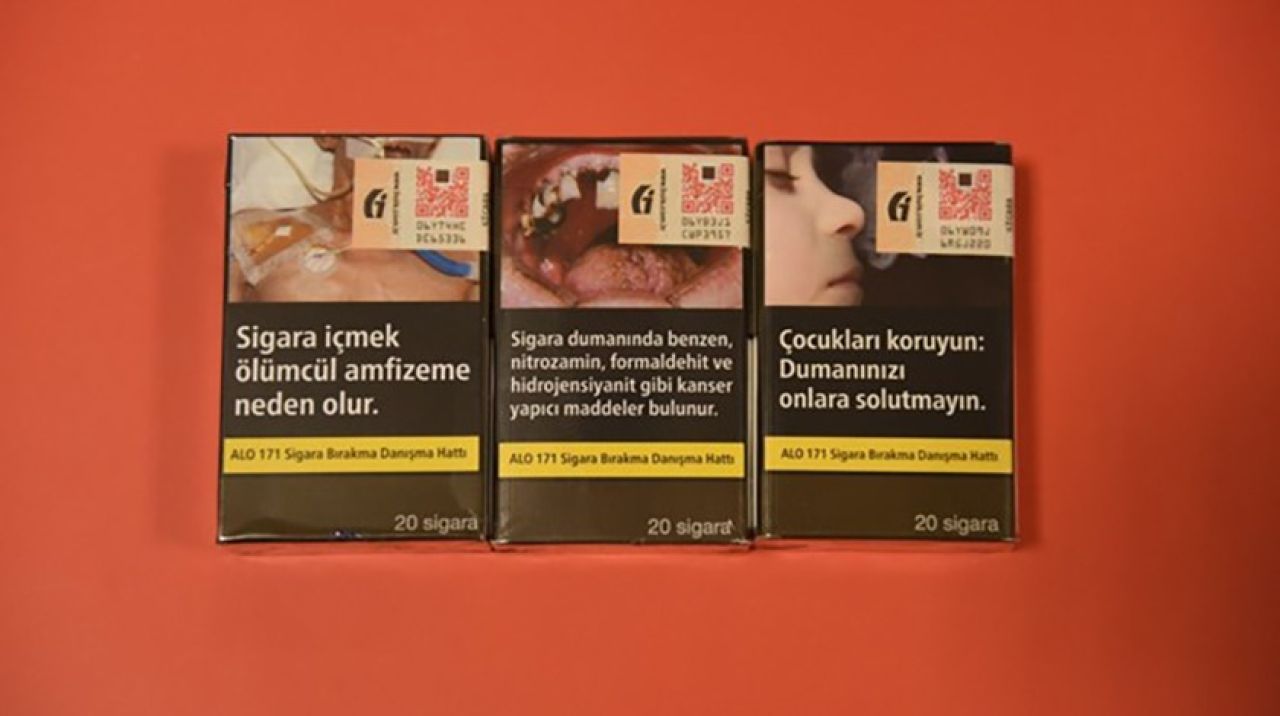 Sigara içmek
ölümcül amfizeme
neden olur.
ALO 171 Sigara Bırakma Danışma Hattı
20 sigara
Sigara dumanında benzen,
nitrozamin, formaldehit ve
hidrojensiyanit gibi kanser
yapıcı maddeler bulunur.
ALO 171 Sigara Bırakma Danışma Hattı
20 sigara
Çocukları koruyun:
Dumanınızı
onlara solutmayın.
ALO 171 Sigara Bırakma Danışma Hattı
20 sigara